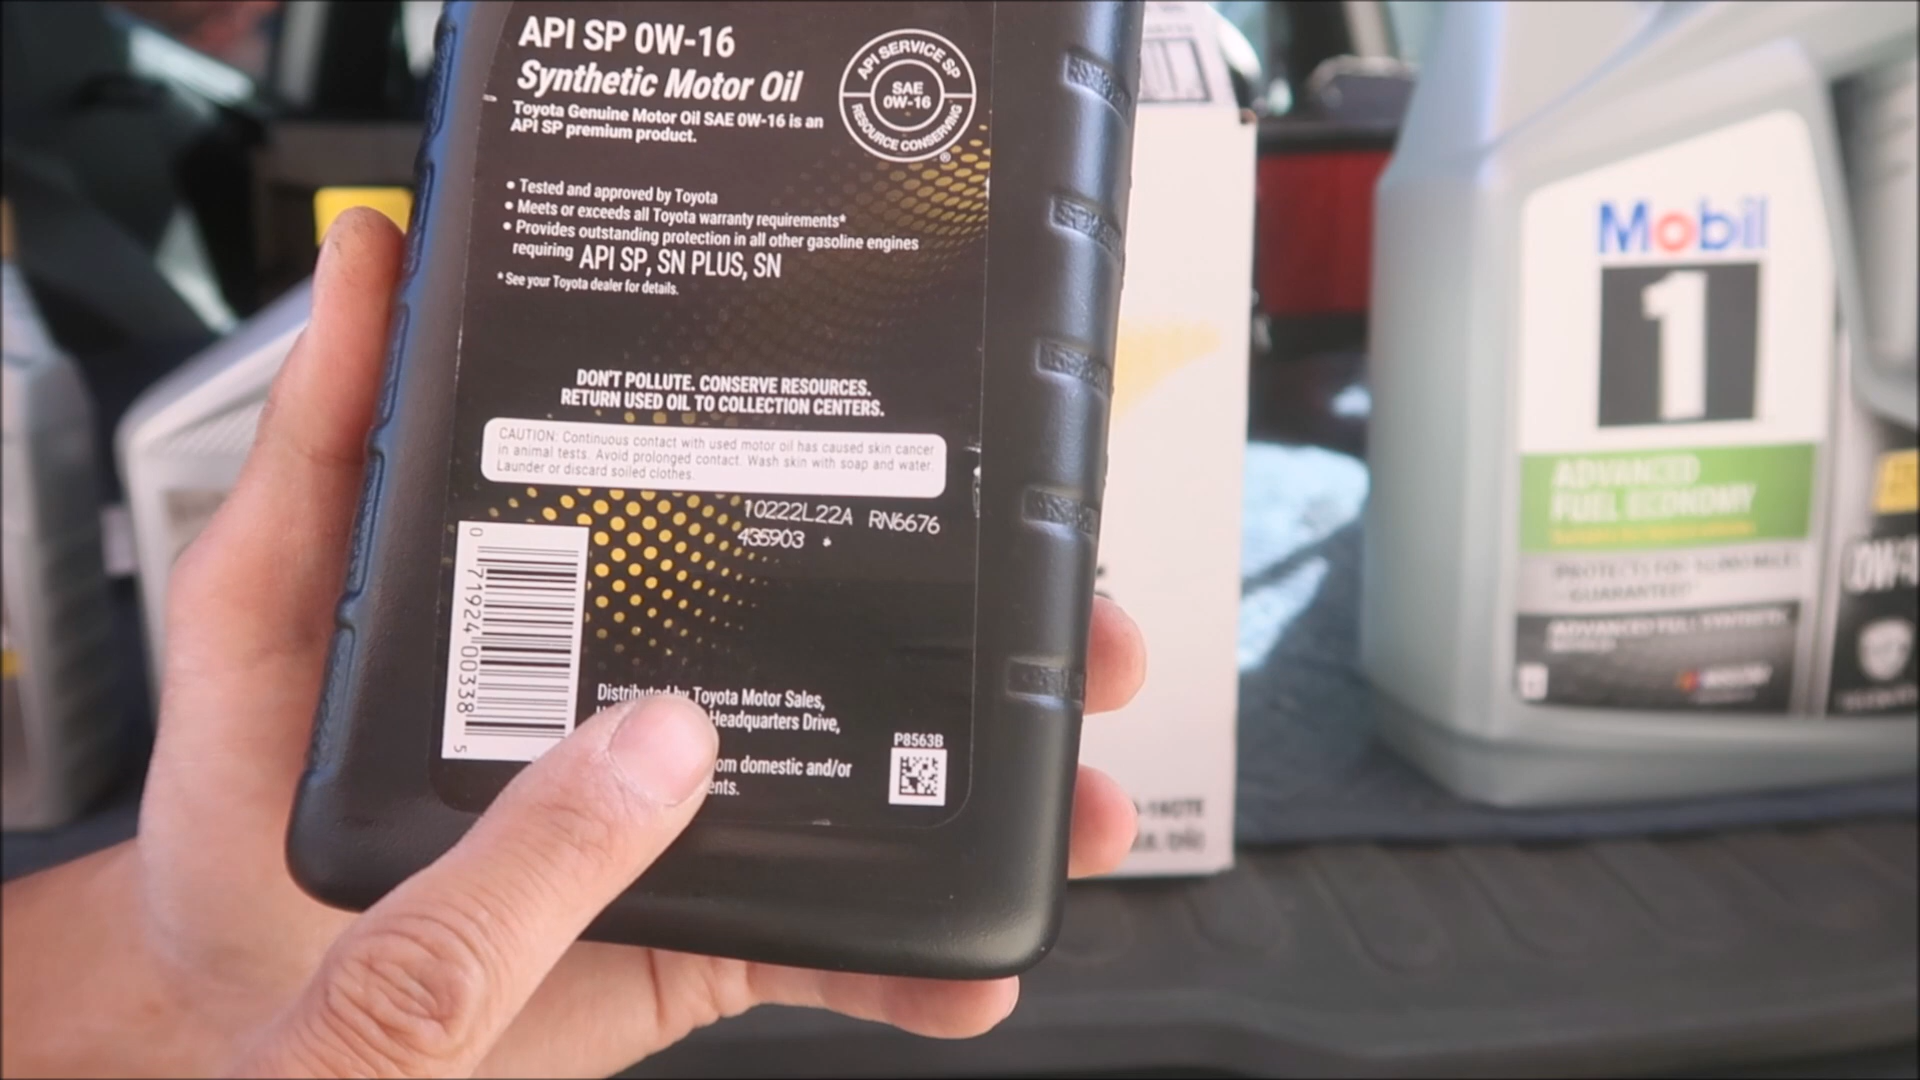 API SP 0W-16
Synthetic Motor Oil
Toyota Genuine Motor Oil SAE 0W-16 is an
API SP premium product.
API SERVICE SP
SAE
0W-16
RESOURCE CONSERVING
®
• Tested and approved by Toyota
• Meets or exceeds all Toyota warranty requirements*
• Provides outstanding protection in all other gasoline engines
requiring API SP, SN PLUS, SN
* See your Toyota dealer for details.
DON'T POLLUTE. CONSERVE RESOURCES.
RETURN USED OIL TO COLLECTION CENTERS.
CAUTION: Continuous contact with used motor oil has caused skin cancer
in animal tests. Avoid prolonged contact. Wash skin with soap and water.
Launder or discard soiled clothes.
10222L22A RN6676
435903 *
0 71924 00338 5
Distributed by Toyota Motor Sales,
Headquarters Drive,
domestic and/or
P8563B
Mobil
1
ADVANCED
FUEL ECONOMY